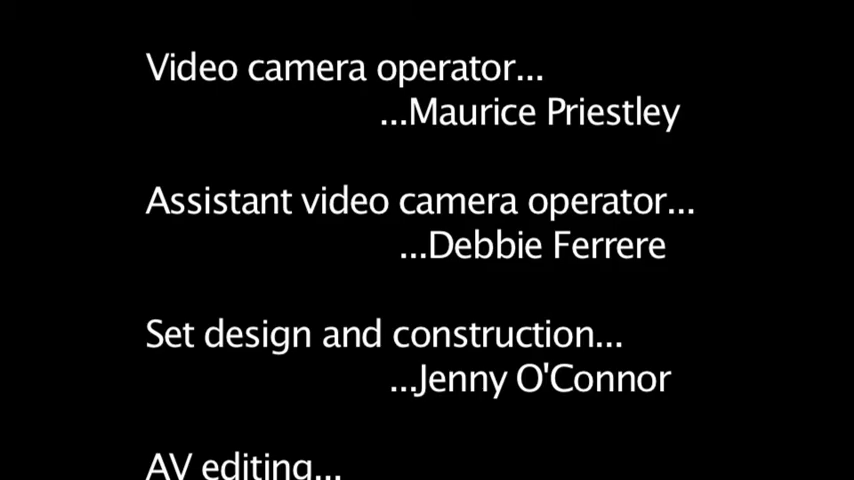 Video camera operator...
...Maurice Priestley
Assistant video camera operator...
...Debbie Ferrere
Set design and construction...
...Jenny O'Connor
AV editing...